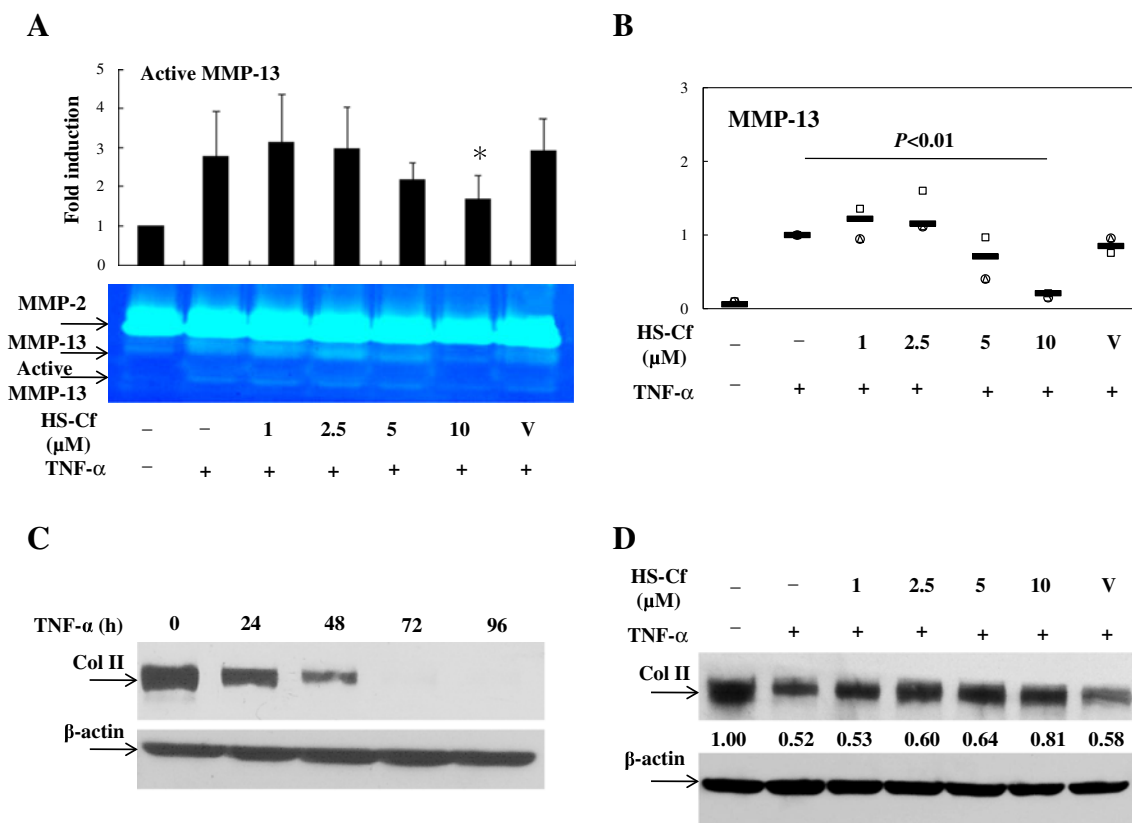 A
Active MMP-13
Fold induction
5
4
3
2
1
0
*
MMP-2
MMP-13
Active
MMP-13
HS-Cf – – 1 2.5 5 10 V
(μM)
TNF-α – + + + + + +
B
MMP-13
P<0.01
3
2
1
0
HS-Cf – – 1 2.5 5 10 V
(μM)
TNF-α – + + + + + +
C
TNF-α (h) 0 24 48 72 96
Col II
β-actin
D
HS-Cf – – 1 2.5 5 10 V
(μM)
TNF-α – + + + + + +
Col II
1.00 0.52 0.53 0.60 0.64 0.81 0.58
β-actin